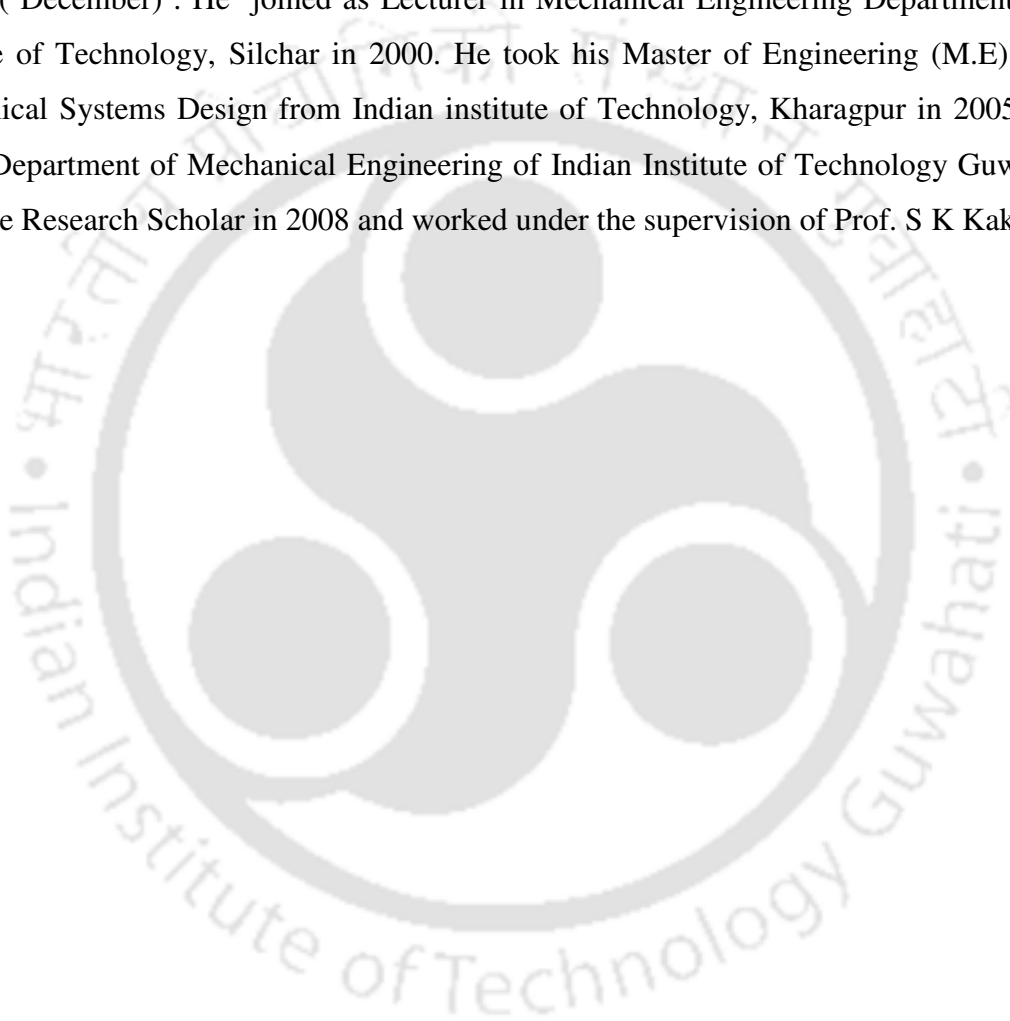 ( December) . He joined as Lecturer in Mechanical Engineering Department
e of Technology, Silchar in 2000. He took his Master of Engineering (M.E)
ical Systems Design from Indian institute of Technology, Kharagpur in 2005
Department of Mechanical Engineering of Indian Institute of Technology Guw
e Research Scholar in 2008 and worked under the supervision of Prof. S K Kak
भारतीय प्रौद्योगिकी संस्थान गुवाहाटी
• Indian Institute of Technology Guwahati •